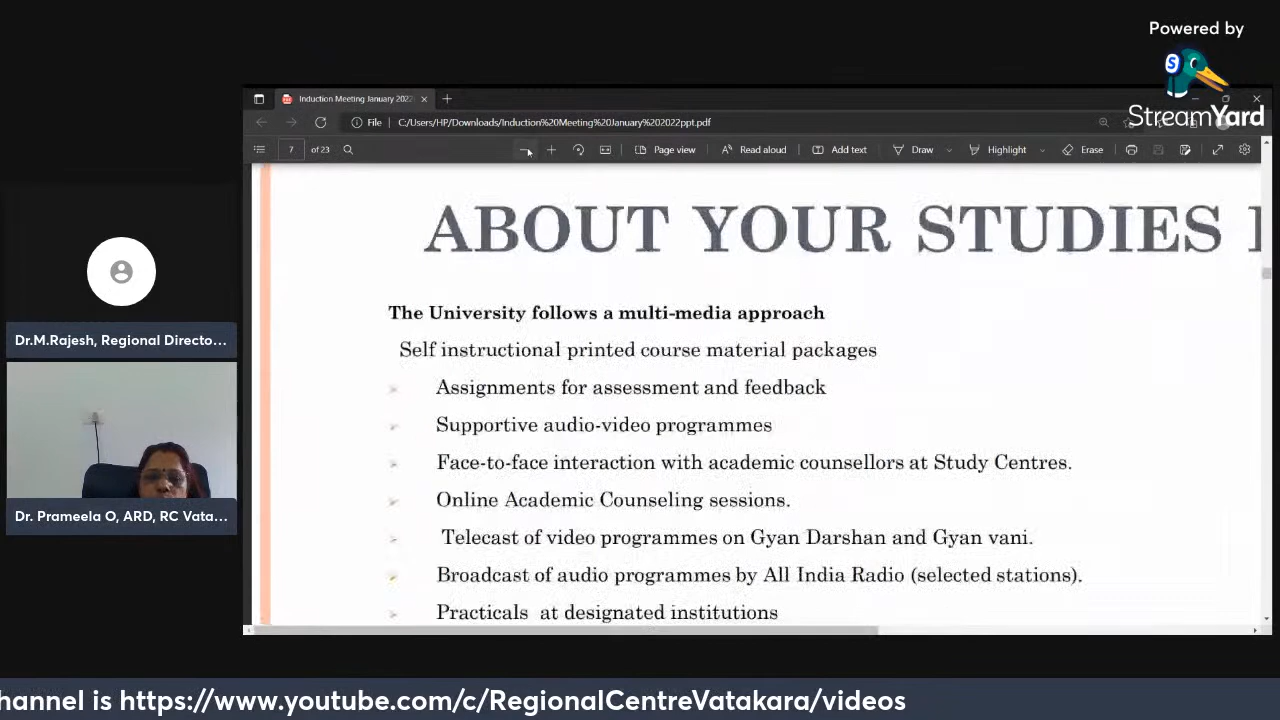 Powered by
StreamYard
Induction Meeting January 2022
File
C:/Users/HP/Downloads/Induction%20Meeting%20January%202022ppt.pdf
7 of 23
Page view
Read aloud
Add text
Draw
Highlight
Erase
ABOUT YOUR STUDIES
The University follows a multi-media approach
Self instructional printed course material packages
Assignments for assessment and feedback
Supportive audio-video programmes
Face-to-face interaction with academic counsellors at Study Centres.
Online Academic Counseling sessions.
Telecast of video programmes on Gyan Darshan and Gyan vani.
Broadcast of audio programmes by All India Radio (selected stations).
Practicals at designated institutions
Dr.M.Rajesh, Regional Directo...
Dr. Prameela O, ARD, RC Vata...
hannel is https://www.youtube.com/c/RegionalCentreVatakara/videos